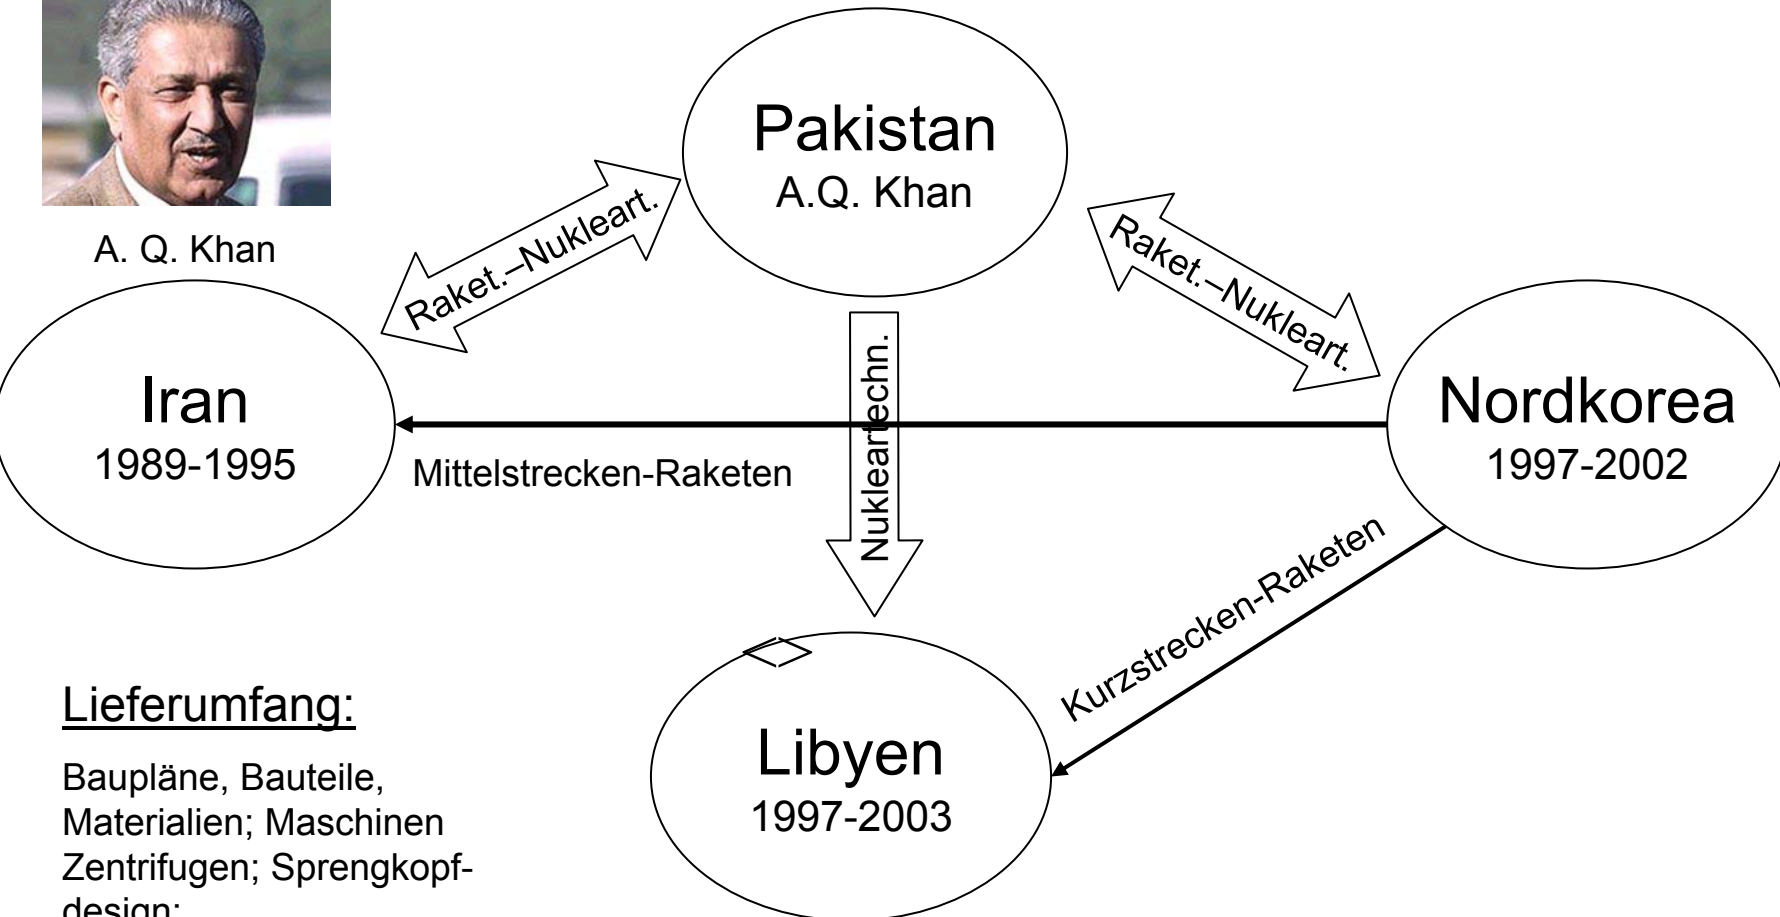 Pakistan
A.Q. Khan
A. Q. Khan
Raket.–Nukleart.
Raket.–Nukleart.
Nukleartechn.
Iran
1989-1995
Nordkorea
1997-2002
Mittelstrecken-Raketen
Kurzstrecken-Raketen
Libyen
1997-2003
Lieferumfang:
Baupläne, Bauteile,
Materialien; Maschinen
Zentrifugen; Sprengkopf-
design;